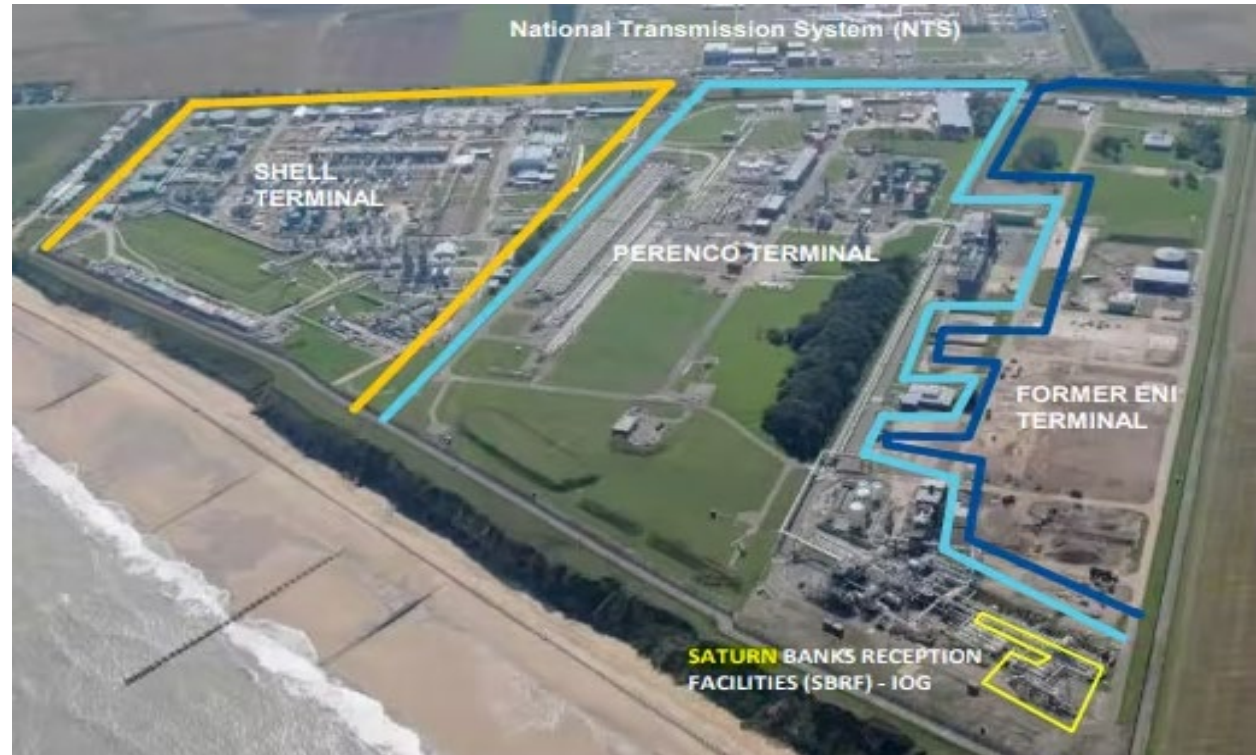 National Transmission System (NTS)
SHELL
TERMINAL
PERENCO TERMINAL
FORMER ENI
TERMINAL
SATURN BANKS RECEPTION
FACILITIES (SBRF) - IOG